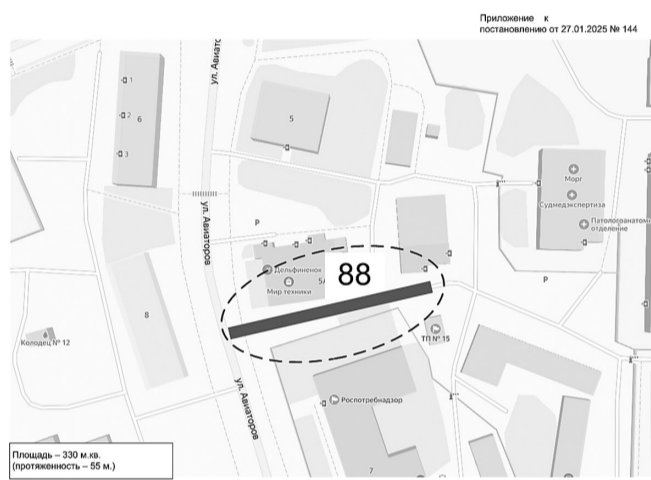 Приложение к
постановлению от 27.01.2025 № 144
ул. Авиато
1
2
6
3
5
Морг
Судмедэкспертиза
Патологоанатом
отделение
ул. Авиаторов
P
Дельфинёнок
88
5А
Мир техники
P
8
Колодец № 12
ТП № 15
ул. Авиаторов
Роспотребнадзор
7
Площадь – 330 м.кв.
(протяженность – 55 м.)